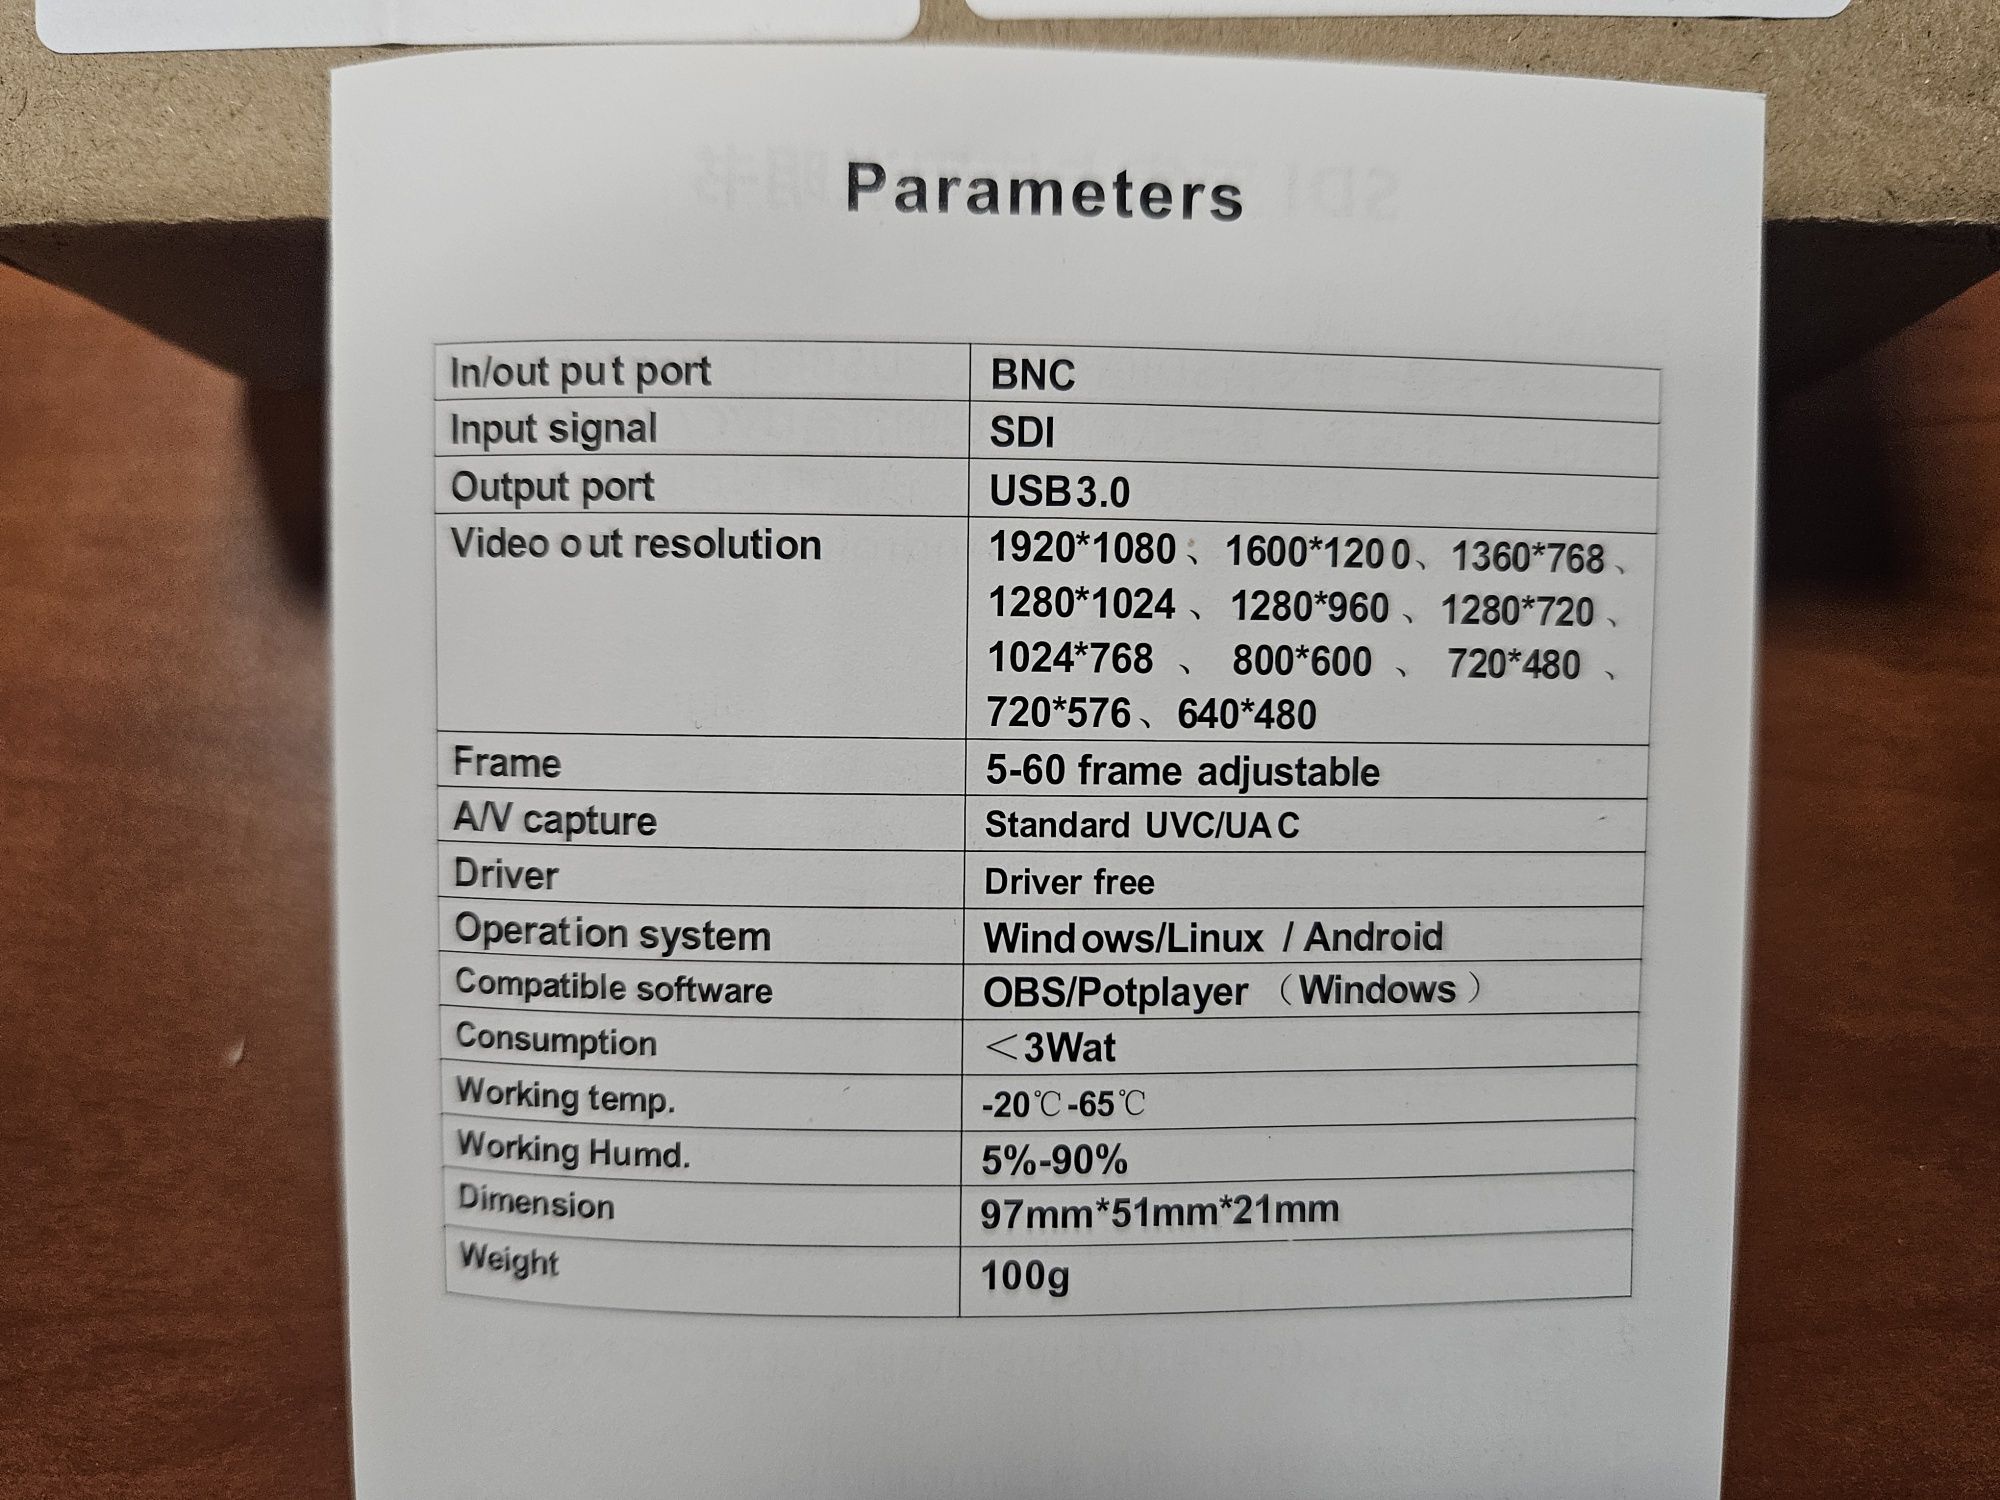 Parameters
In/out put port BNC
Input signal SDI
Output port USB3.0
Video out resolution 1920*1080、1600*1200、1360*768、
1280*1024、1280*960、1280*720、
1024*768、800*600、720*480、
720*576、640*480
Frame 5-60 frame adjustable
A/V capture Standard UVC/UAC
Driver Driver free
Operation system Windows/Linux / Android
Compatible software OBS/Potplayer（Windows）
Consumption ＜3Wat
Working temp. -20℃-65℃
Working Humd. 5%-90%
Dimension 97mm*51mm*21mm
Weight 100g